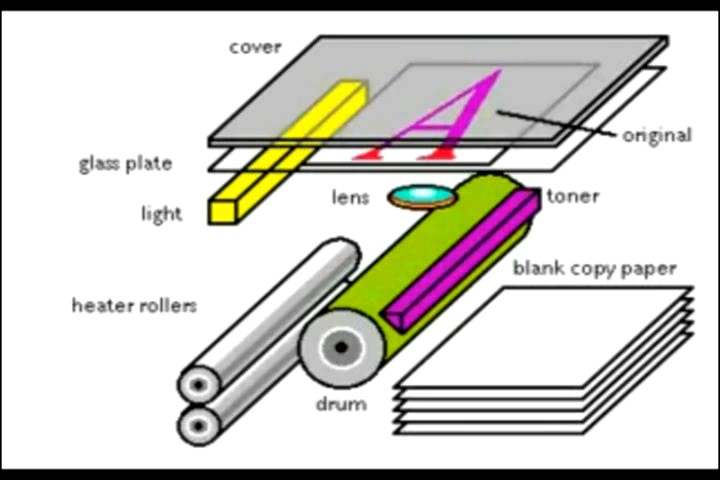 cover
original
glass plate
lens
toner
light
blank copy paper
heater rollers
drum
A